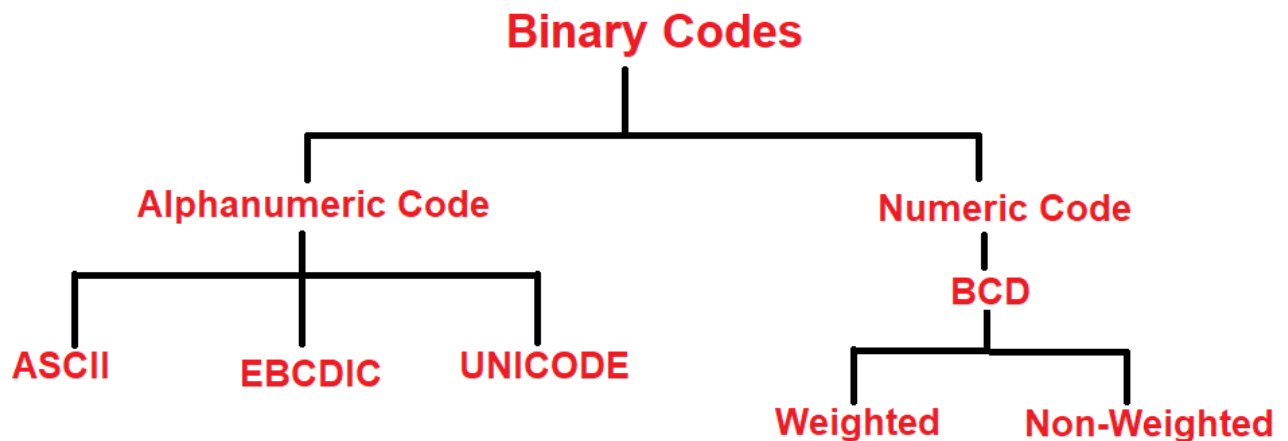 Binary Codes
Alphanumeric Code
Numeric Code
BCD
ASCII
EBCDIC
UNICODE
Weighted
Non-Weighted